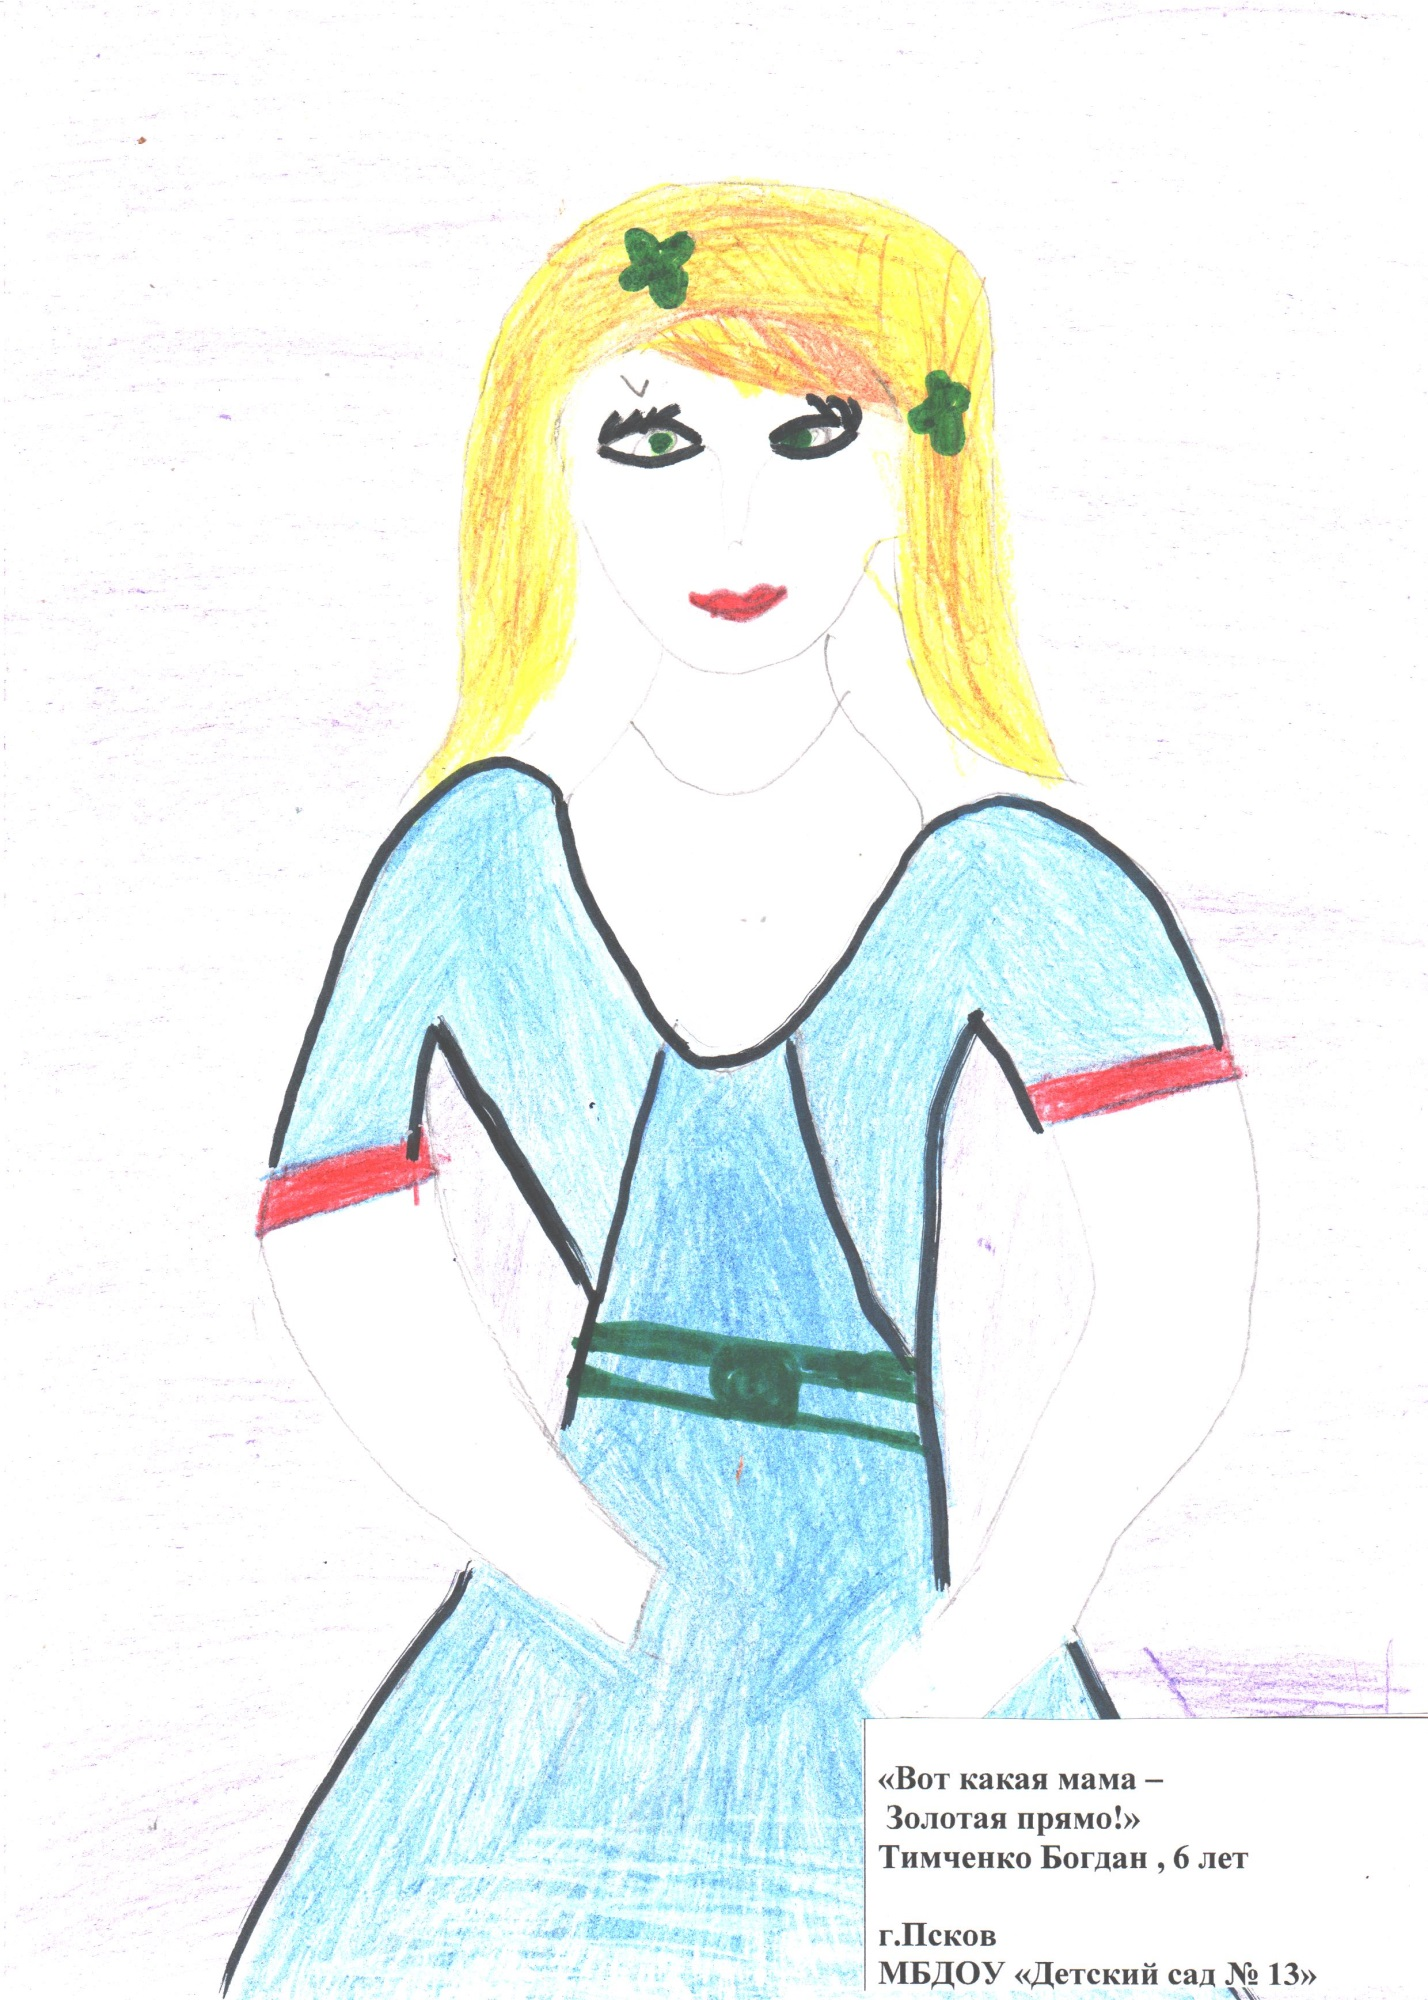 «Вот какая мама –
Золотая прямо!»
Тимченко Богдан , 6 лет
г.Псков
МБДОУ «Детский сад № 13»